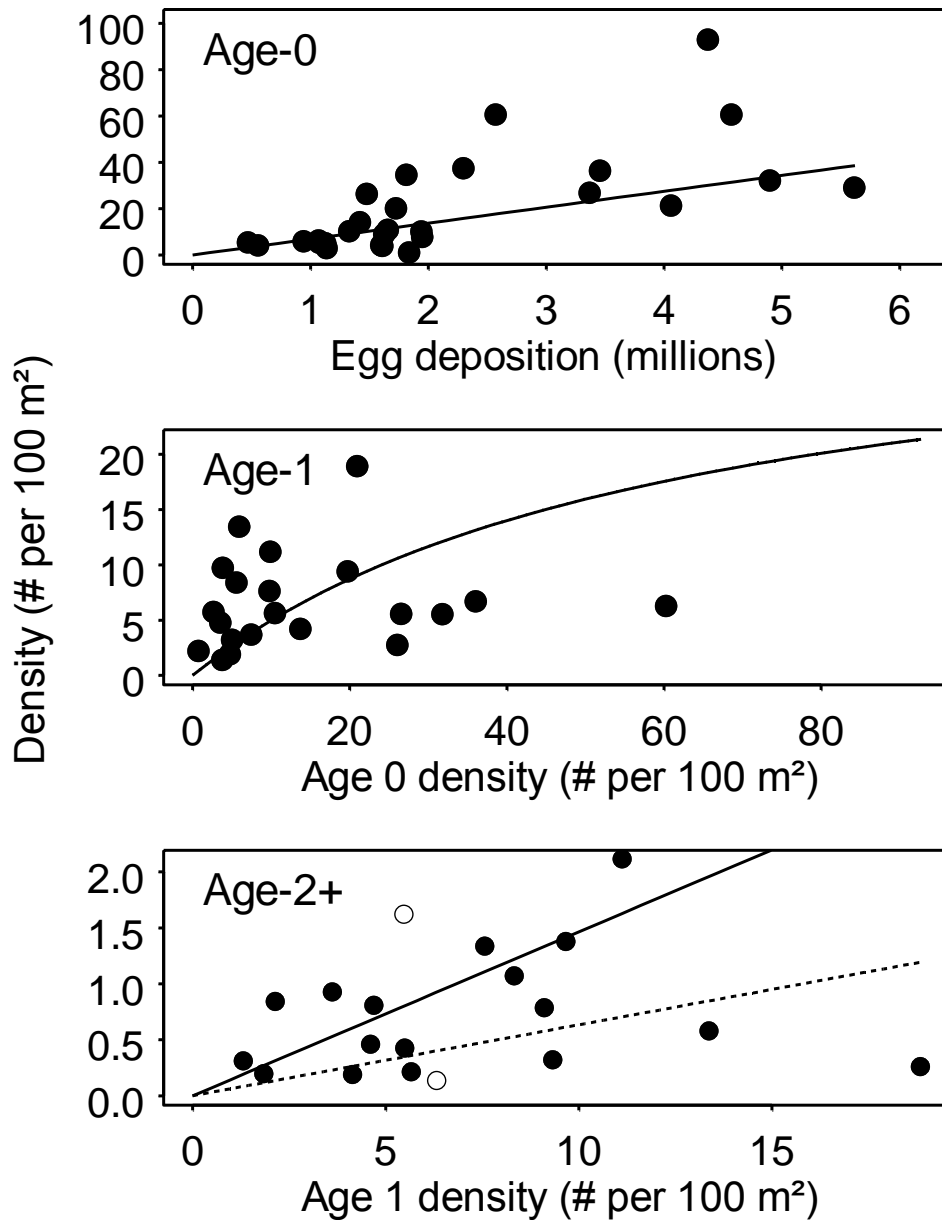 Age-0
100
80
60
40
20
0
0 1 2 3 4 5 6
Egg deposition (millions)
Density (# per 100 m²)
Age-1
20
15
10
5
0
0 20 40 60 80
Age 0 density (# per 100 m²)
Age-2+
2.0
1.5
1.0
0.5
0.0
0 5 10 15
Age 1 density (# per 100 m²)